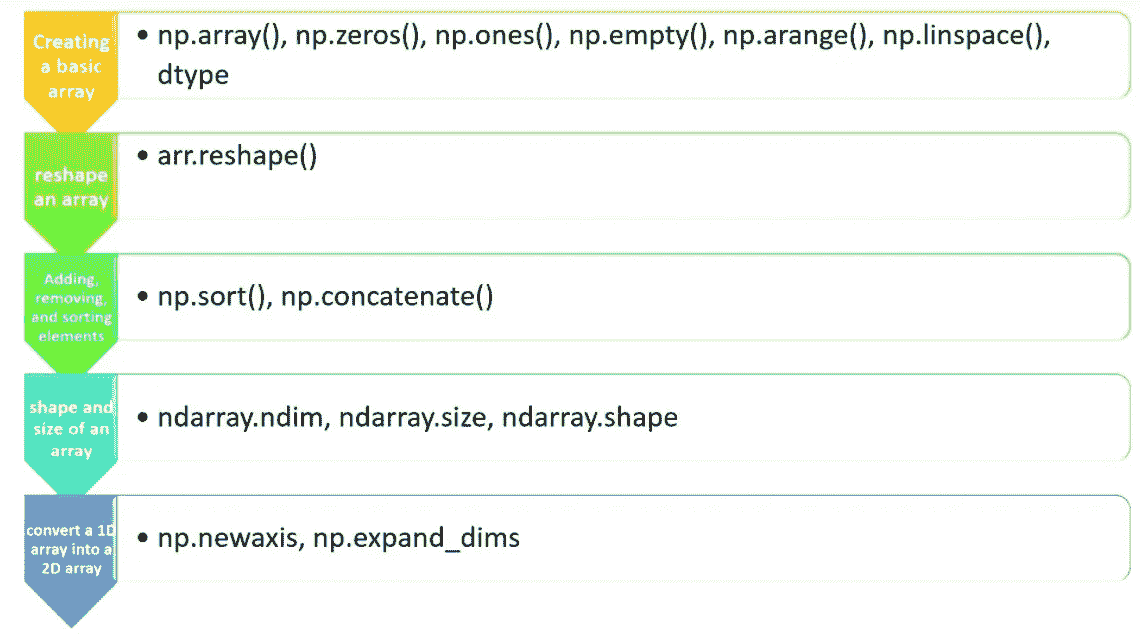 Creating
a basic
array
• np.array(), np.zeros(), np.ones(), np.empty(), np.arange(), np.linspace(),
dtype
reshape
an array
• arr.reshape()
Adding,
removing,
and sorting
elements
• np.sort(), np.concatenate()
shape and
size of an
array
• ndarray.ndim, ndarray.size, ndarray.shape
convert a 1D
array into a
2D array
• np.newaxis, np.expand_dims